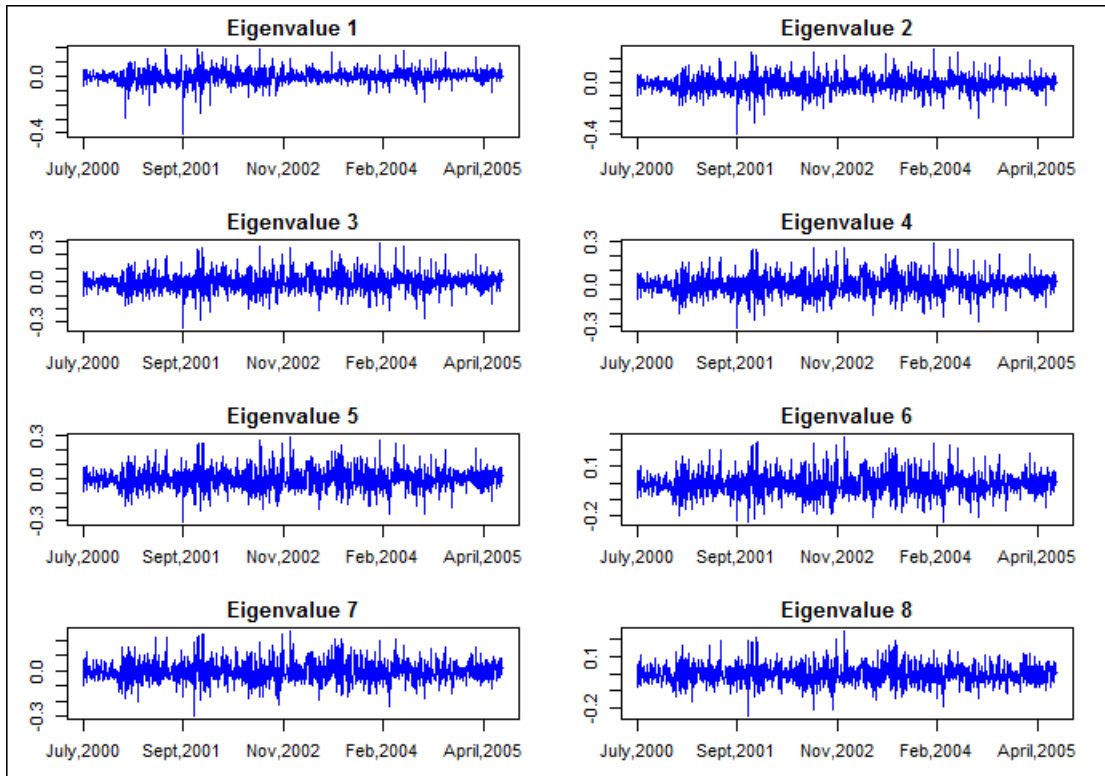 Eigenvalue 1
0.0
-0.4
July,2000 Sept,2001 Nov,2002 Feb,2004 April,2005
Eigenvalue 2
0.0
-0.4
July,2000 Sept,2001 Nov,2002 Feb,2004 April,2005
Eigenvalue 3
0.3
0.0
-0.3
July,2000 Sept,2001 Nov,2002 Feb,2004 April,2005
Eigenvalue 4
0.3
0.0
-0.3
July,2000 Sept,2001 Nov,2002 Feb,2004 April,2005
Eigenvalue 5
0.3
0.0
-0.3
July,2000 Sept,2001 Nov,2002 Feb,2004 April,2005
Eigenvalue 6
0.1
-0.2
July,2000 Sept,2001 Nov,2002 Feb,2004 April,2005
Eigenvalue 7
0.0
-0.3
July,2000 Sept,2001 Nov,2002 Feb,2004 April,2005
Eigenvalue 8
0.1
-0.2
July,2000 Sept,2001 Nov,2002 Feb,2004 April,2005